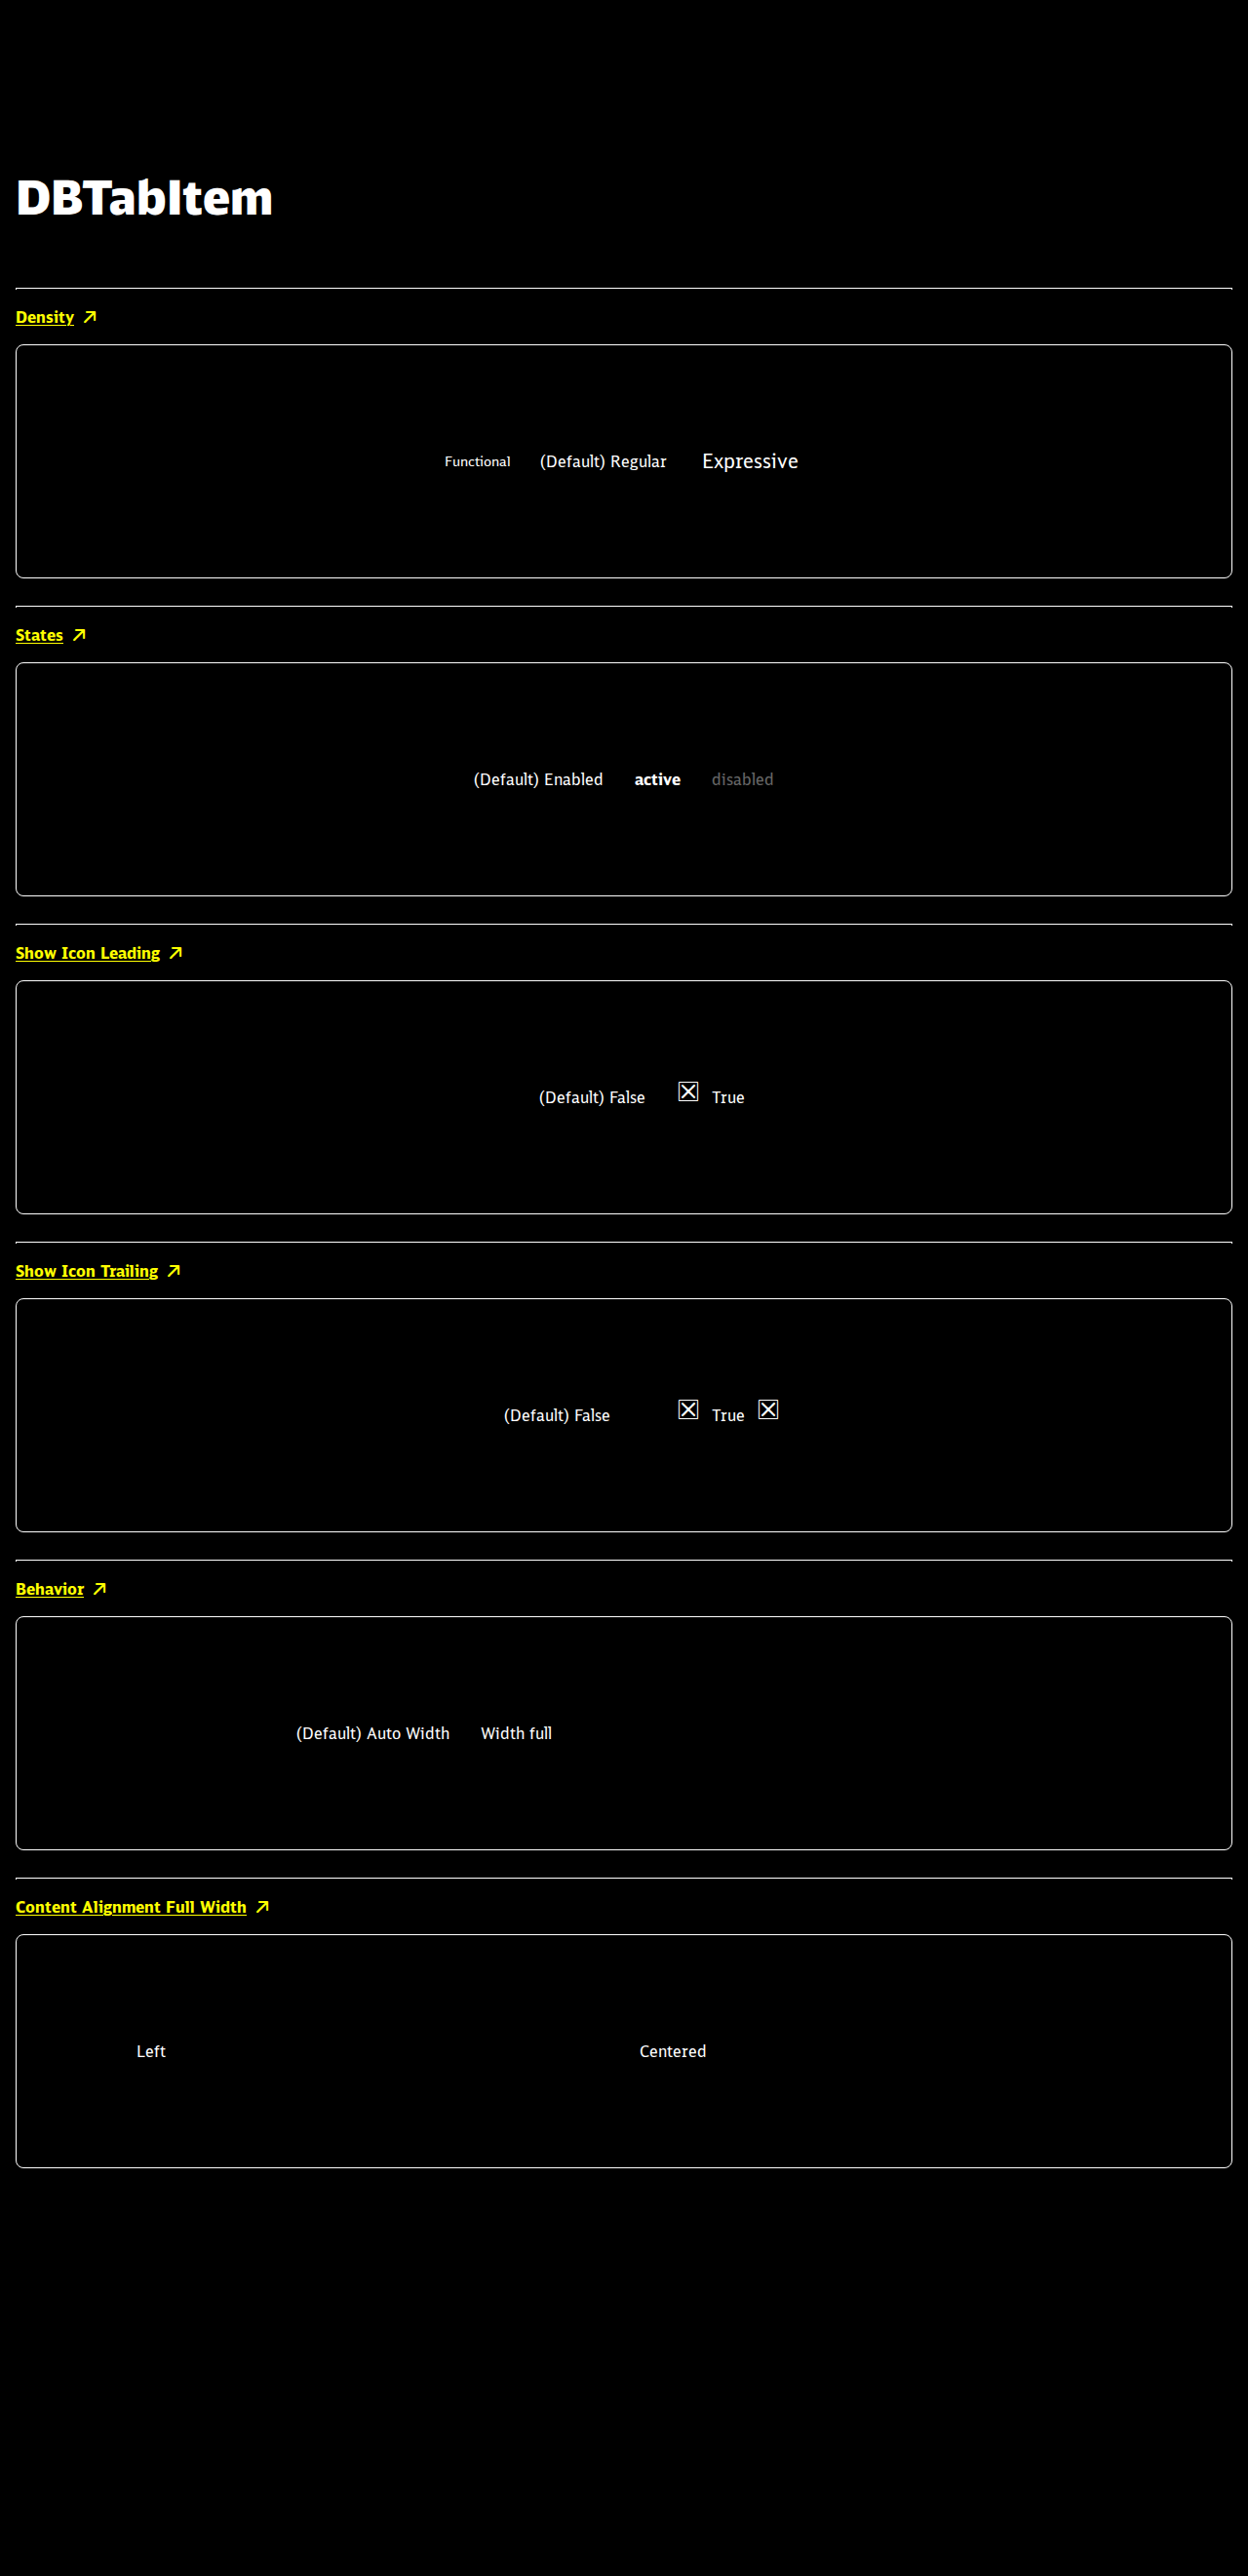 DBTabItem
Density
Functional (Default) Regular Expressive
States
(Default) Enabled active disabled
Show Icon Leading
(Default) False True
Show Icon Trailing
(Default) False True
Behavior
(Default) Auto Width Width full
Content Alignment Full Width
Left Centered